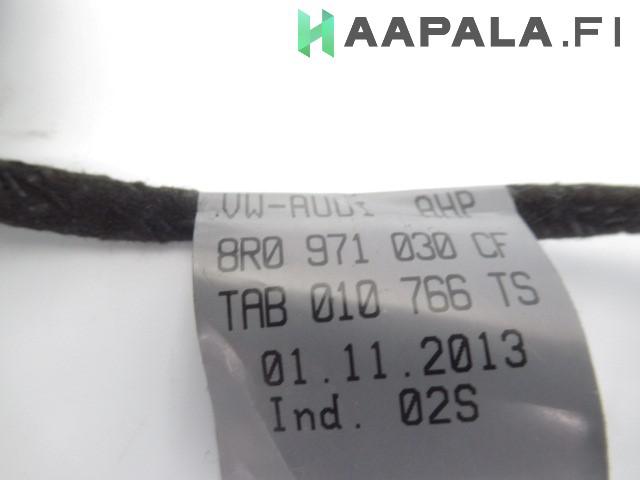 HAAPALA.FI
VW-AUDI AHP
8R0 971 030 CF
TAB 010 766 TS
01.11.2013
Ind. 02S